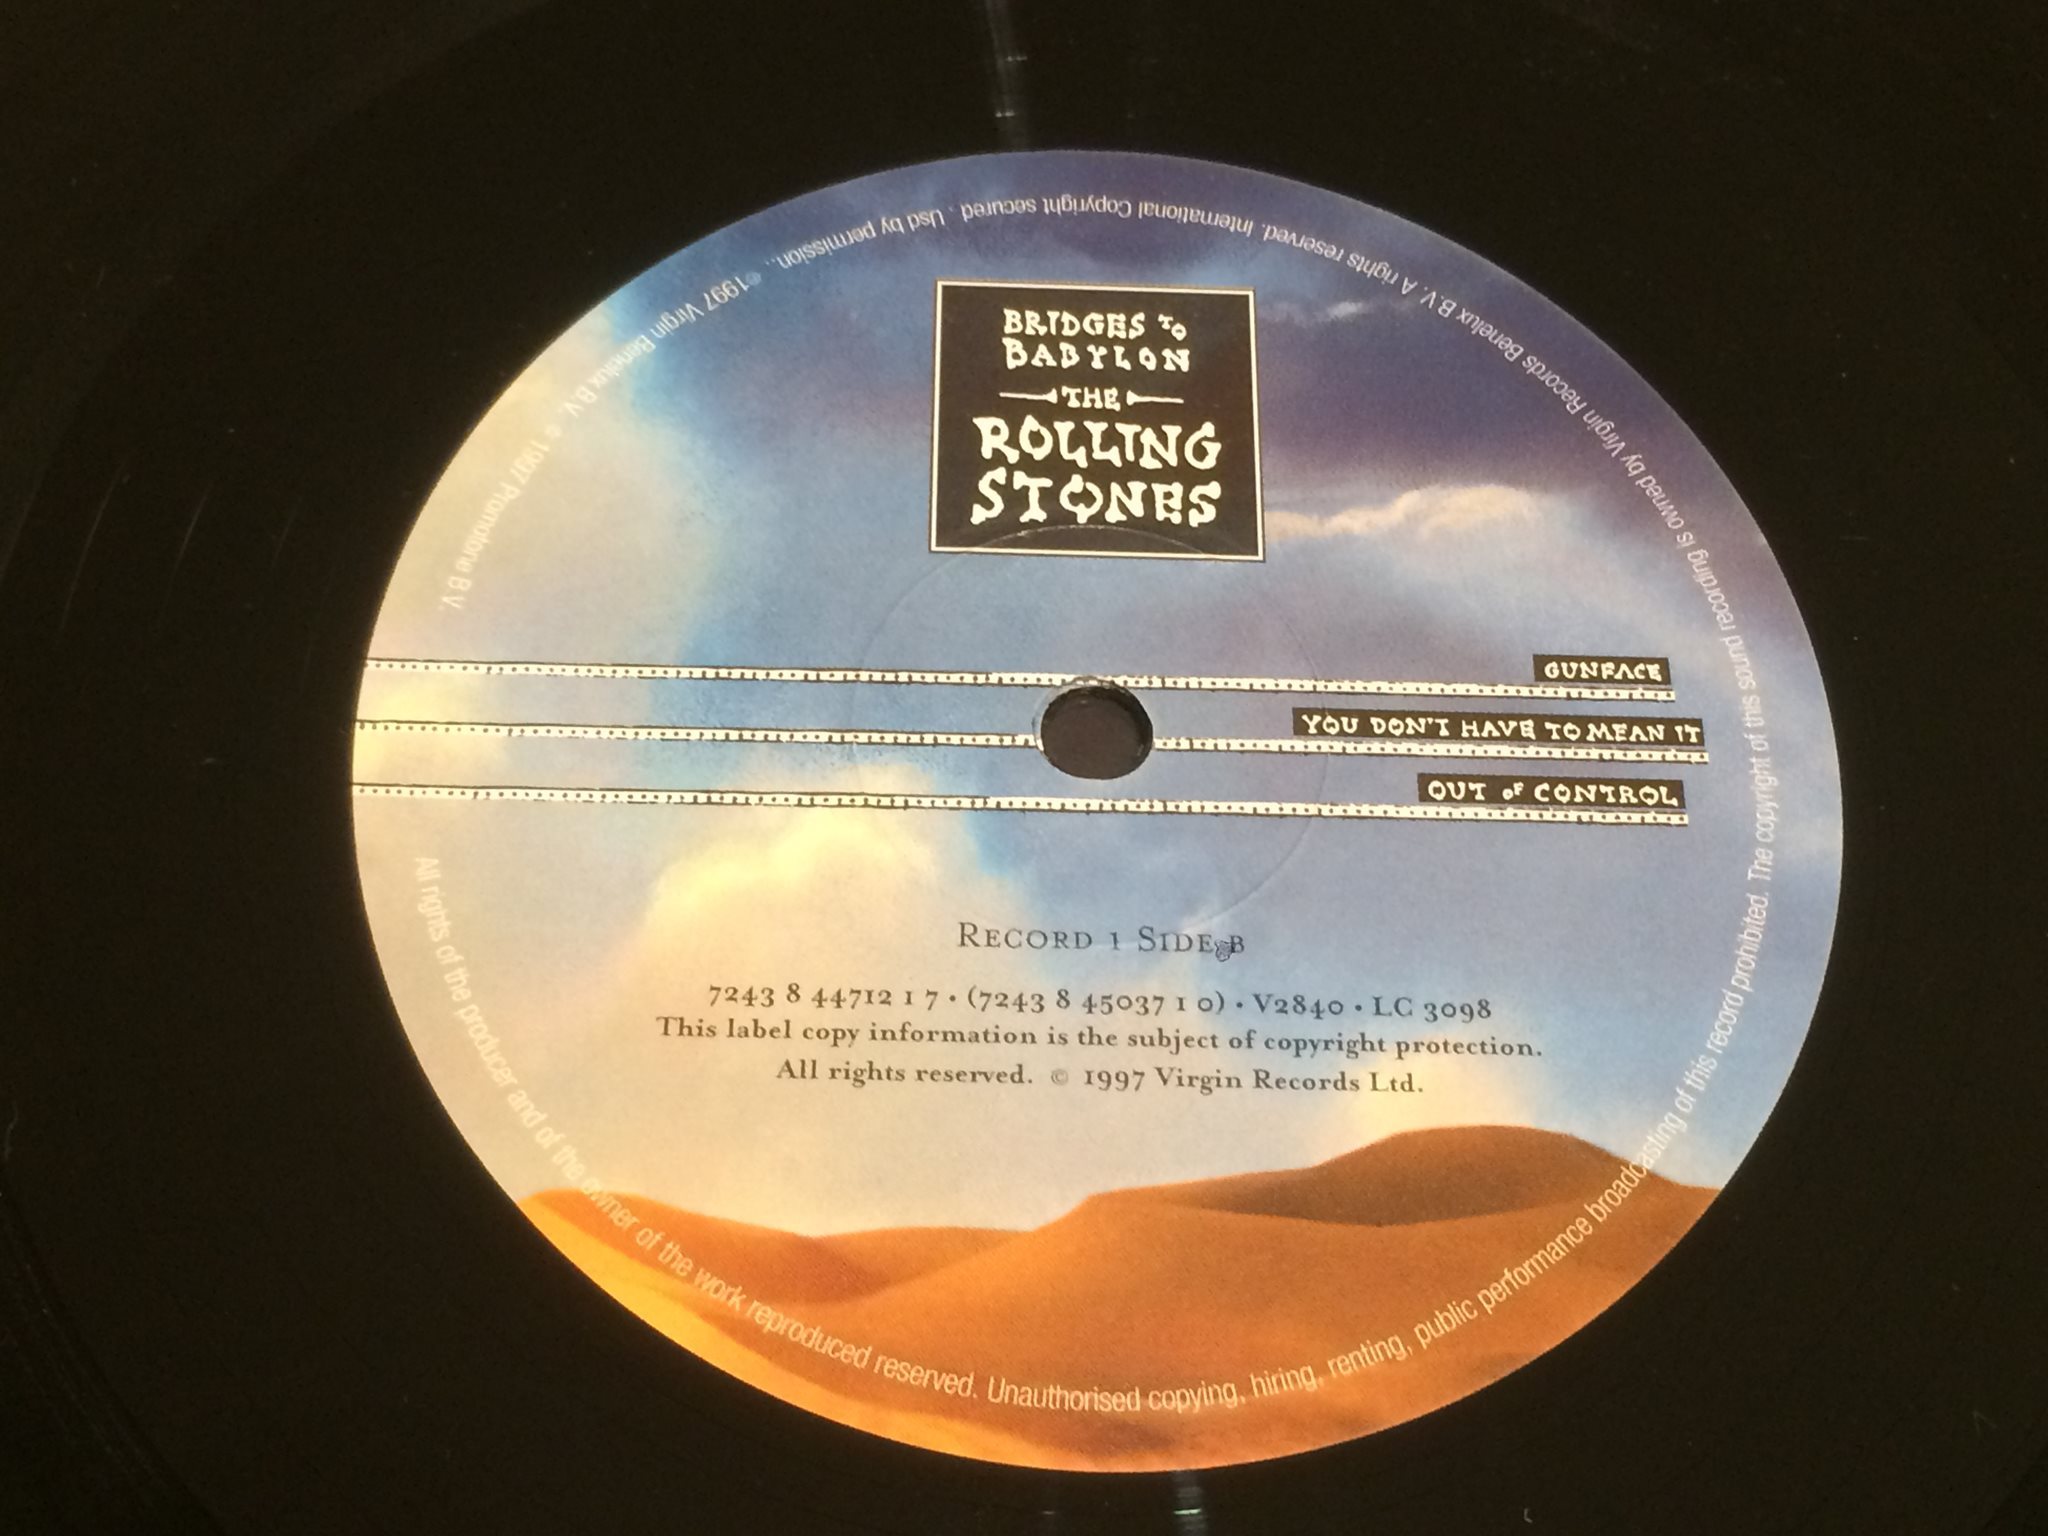 BRIDGES TO
BABYLON
THE
ROLLING
STONES
GUNFACE
YOU DON'T HAVE TO MEAN IT
OUT OF CONTROL
RECORD 1 SIDE B
7243 8 44712 1 7 • (7243 8 45037 1 0) • V2840 • LC 3098
This label copy information is the subject of copyright protection.
All rights reserved. © 1997 Virgin Records Ltd.
All rights of the producer and of the owner of the work reproduced reserved. Unauthorised copying, hiring, renting, public performance broadcasting of this record prohibited. The copyright of this sound recording is owned by Virgin Records Benelux B.V. A rights reserved. International Copyright secured . Usd by permission... ℗1997 Virgin Benelux B.V. © 1997 Promotone B.V.